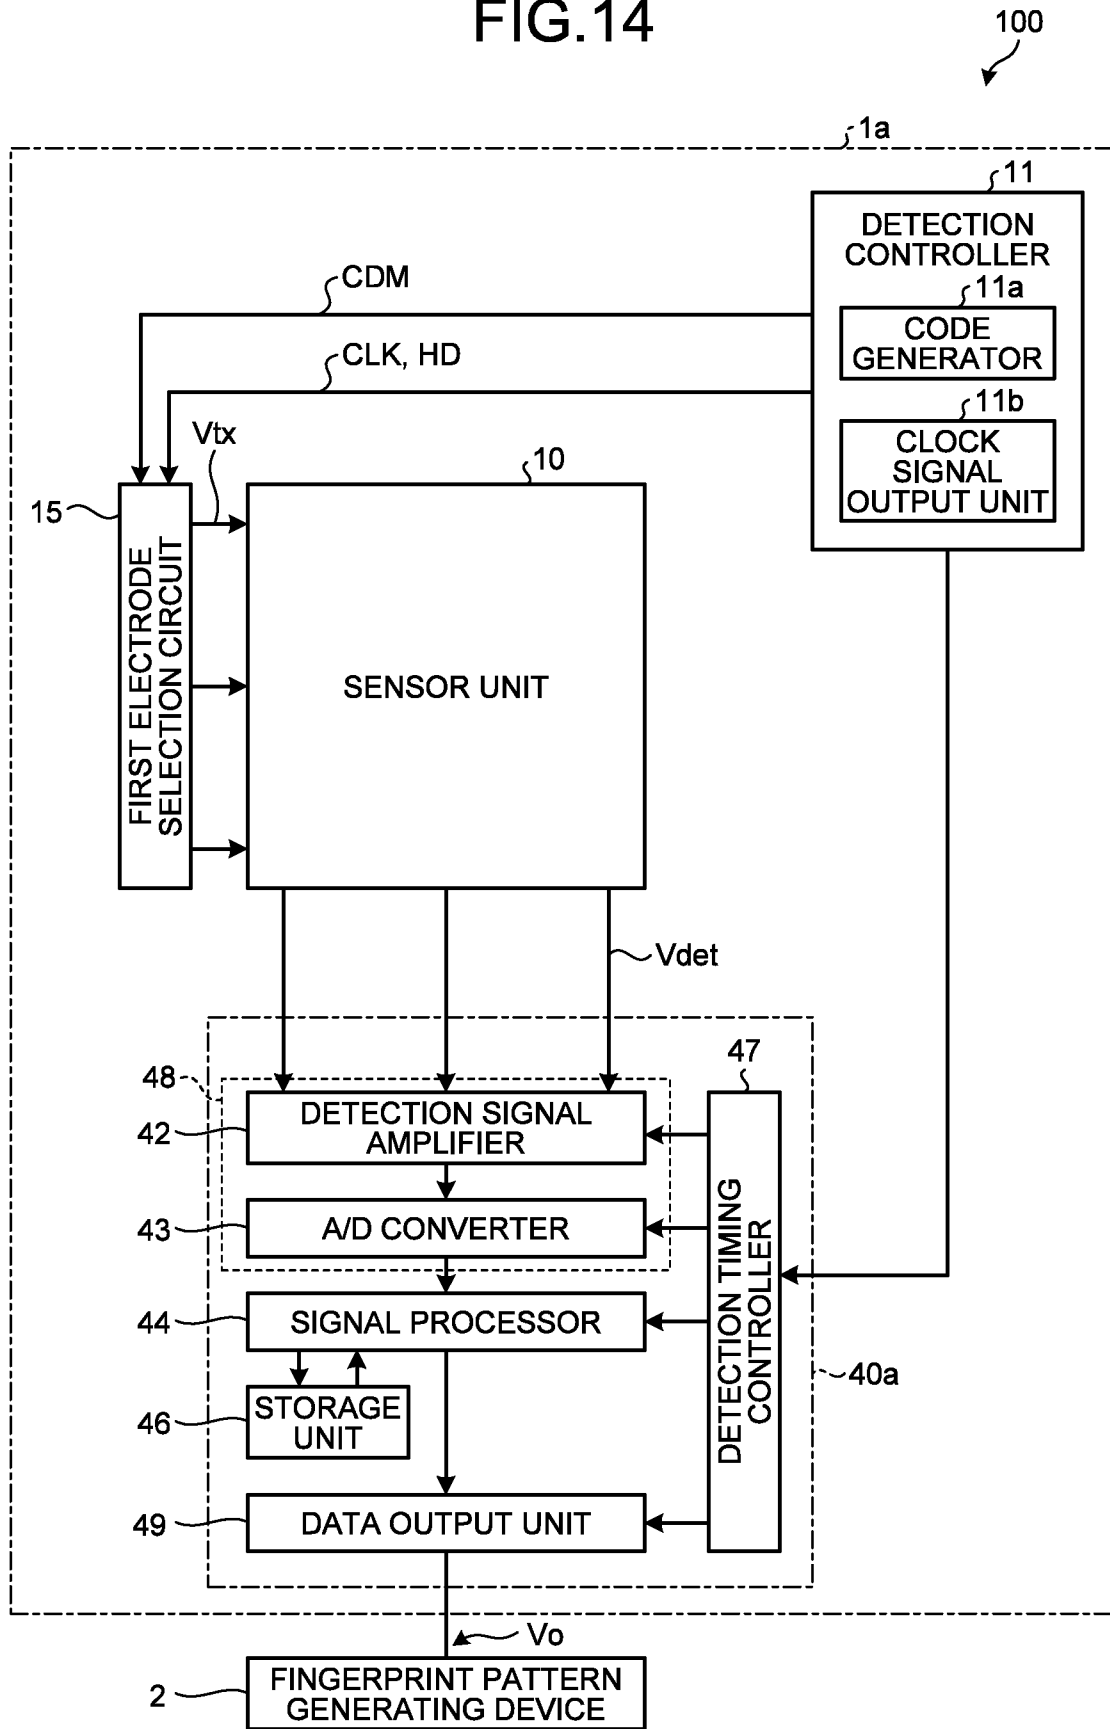 FIG.14
100
1a
11
DETECTION
CONTROLLER
11a
CODE
GENERATOR
11b
CLOCK
SIGNAL
OUTPUT UNIT
CDM
CLK, HD
Vtx
10
15
FIRST ELECTRODE
SELECTION CIRCUIT
SENSOR UNIT
Vdet
48
47
42
DETECTION SIGNAL
AMPLIFIER
43
A/D CONVERTER
DETECTION TIMING
CONTROLLER
44
SIGNAL PROCESSOR
40a
46
STORAGE
UNIT
49
DATA OUTPUT UNIT
Vo
2
FINGERPRINT PATTERN
GENERATING DEVICE